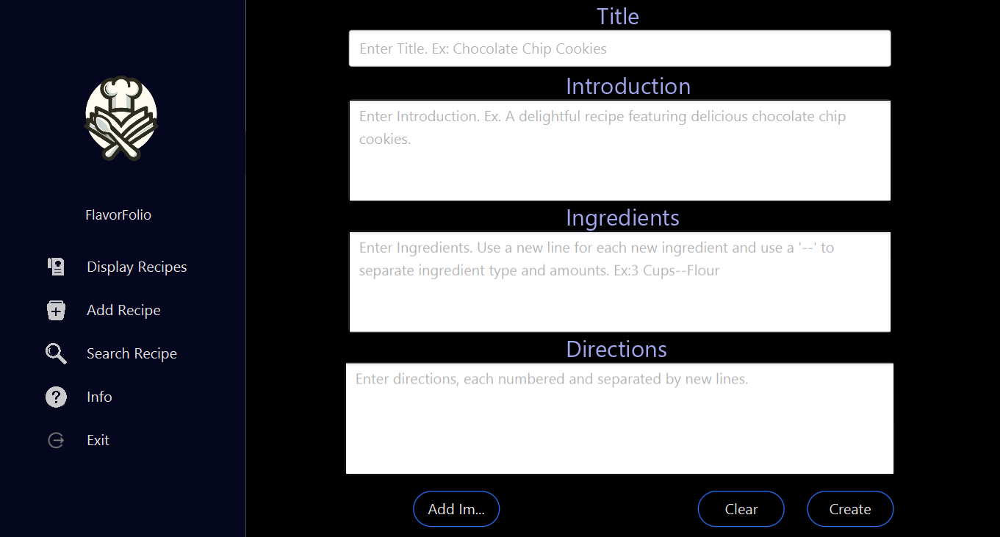 FlavorFolio
Display Recipes
Add Recipe
Search Recipe
Info
Exit
Title
Enter Title. Ex: Chocolate Chip Cookies
Introduction
Enter Introduction. Ex. A delightful recipe featuring delicious chocolate chip
cookies.
Ingredients
Enter Ingredients. Use a new line for each new ingredient and use a '--' to
separate ingredient type and amounts. Ex:3 Cups--Flour
Directions
Enter directions, each numbered and separated by new lines.
Add Im...
Clear
Create